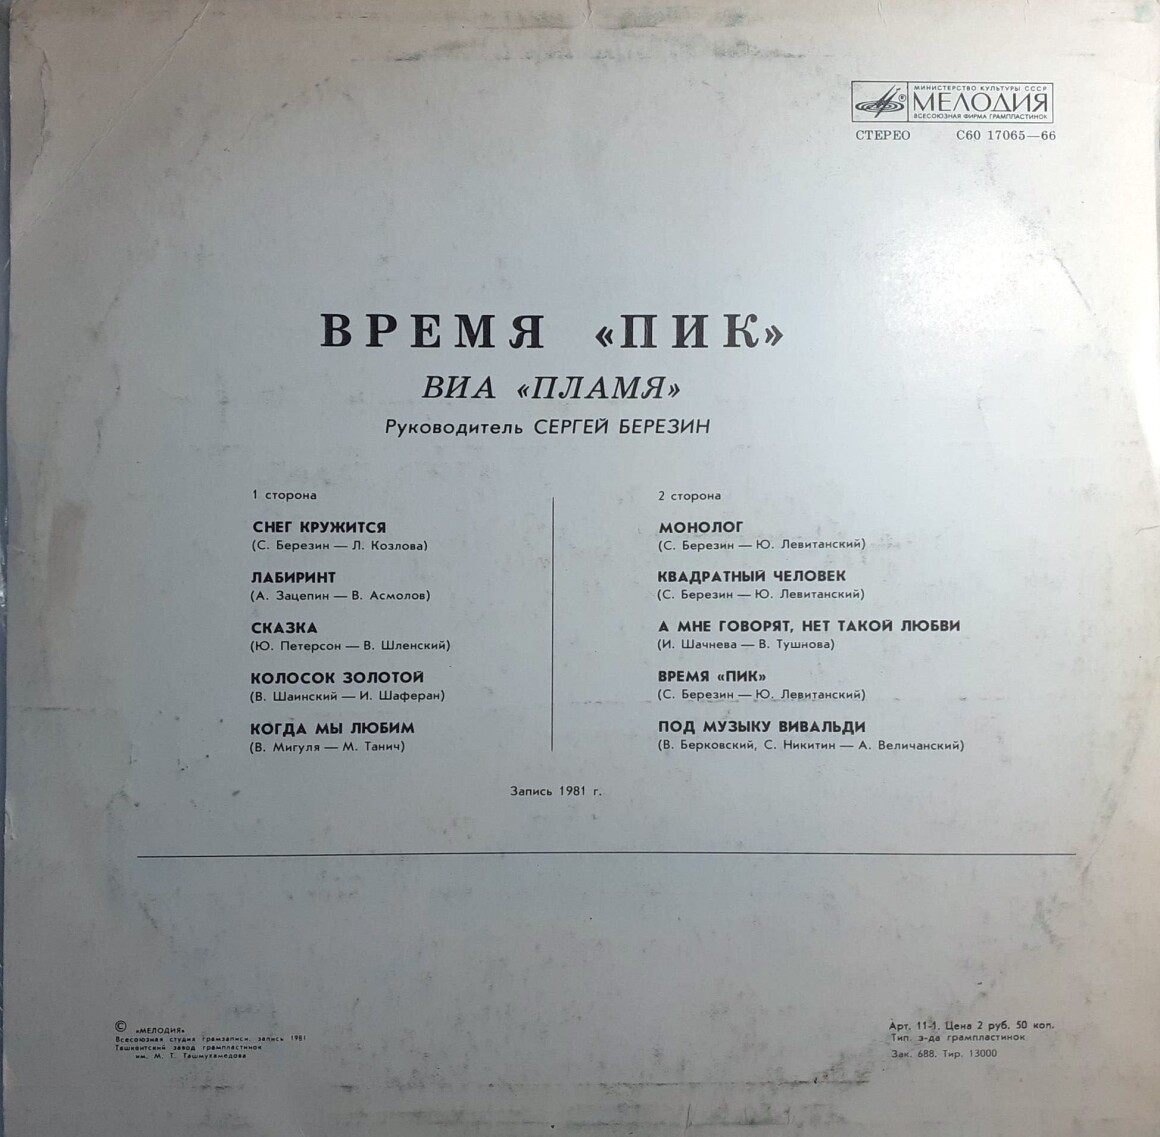 МИНИСТЕРСТВО КУЛЬТУРЫ СССР
МЕЛОДИЯ
ВСЕСОЮЗНАЯ ФИРМА ГРАМПЛАСТИНОК
СТЕРЕО С60 17065—66
ВРЕМЯ «ПИК»
ВИА «ПЛАМЯ»
Руководитель СЕРГЕЙ БЕРЕЗИН
1 сторона
СНЕГ КРУЖИТСЯ
(С. Березин — Л. Козлова)
ЛАБИРИНТ
(А. Зацепин — В. Асмолов)
СКАЗКА
(Ю. Петерсон — В. Шленский)
КОЛОСОК ЗОЛОТОЙ
(В. Шаинский — И. Шаферан)
КОГДА МЫ ЛЮБИМ
(В. Мигуля — М. Танич)
2 сторона
МОНОЛОГ
(С. Березин — Ю. Левитанский)
КВАДРАТНЫЙ ЧЕЛОВЕК
(С. Березин — Ю. Левитанский)
А МНЕ ГОВОРЯТ, НЕТ ТАКОЙ ЛЮБВИ
(И. Шачнева — В. Тушнова)
ВРЕМЯ «ПИК»
(С. Березин — Ю. Левитанский)
ПОД МУЗЫКУ ВИВАЛЬДИ
(В. Берковский, С. Никитин — А. Величанский)
Запись 1981 г.
© «МЕЛОДИЯ»
Всесоюзная студия грамзаписи, запись 1981
Ташкентский завод грампластинок
им. М. Т. Ташмухамедова
Арт. 11-1. Цена 2 руб. 50 коп.
Тип. з-да грампластинок
Зак. 688. Тир. 13000